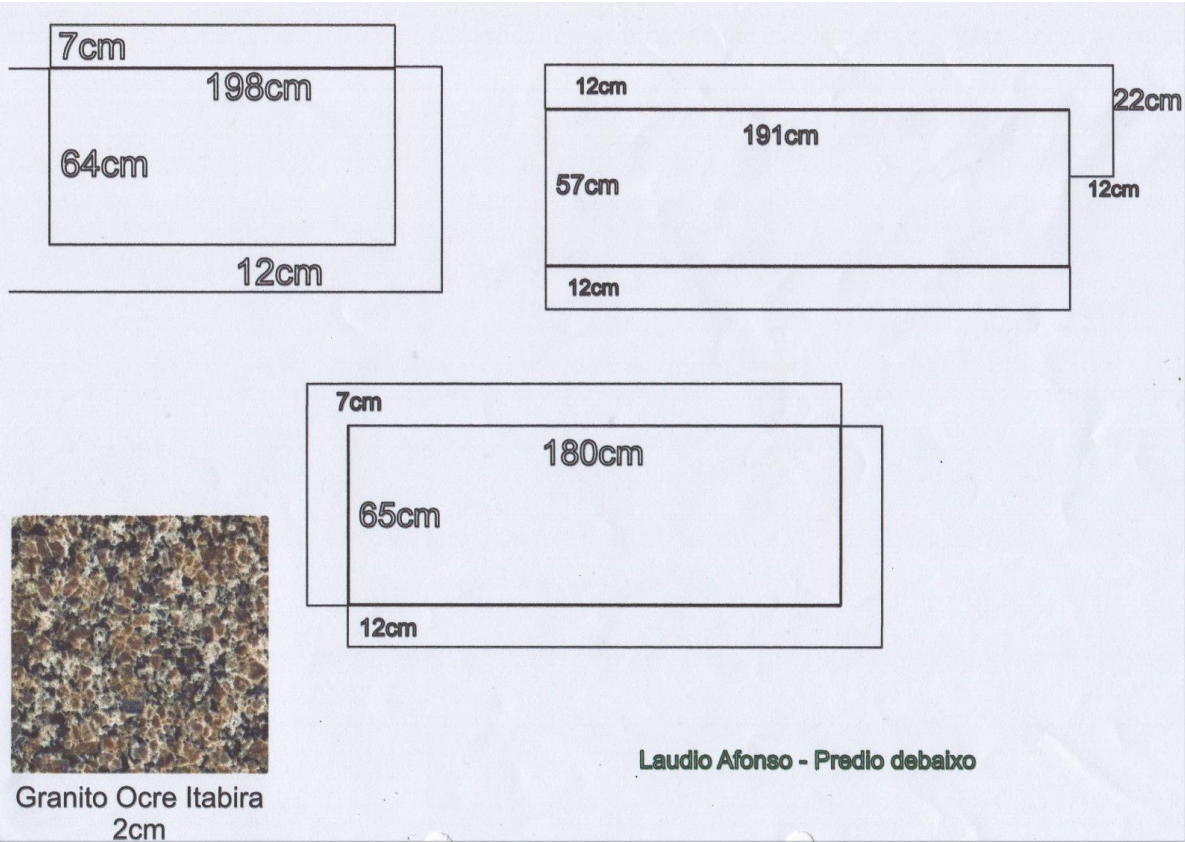 7cm
198cm
64cm
12cm
12cm
22cm
191cm
57cm
12cm
12cm
7cm
180cm
65cm
12cm
Granito Ocre Itabira
2cm
Laudio Afonso - Predio debaixo